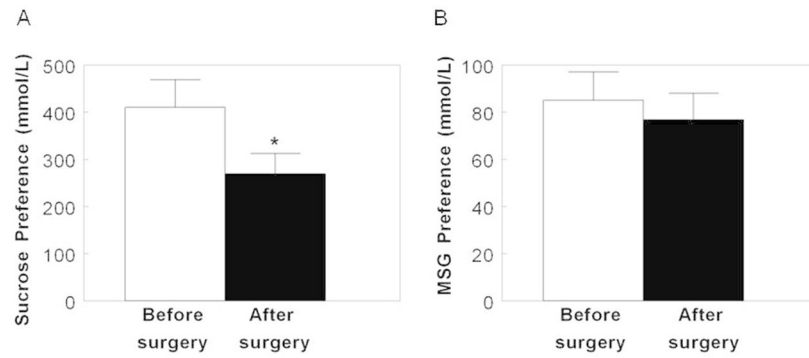 A
B
Sucrose Preference (mmol/L)
500
400
300
200
100
0
*
Before surgery
After surgery
MSG Preference (mmol/L)
100
80
60
40
20
0
Before surgery
After surgery